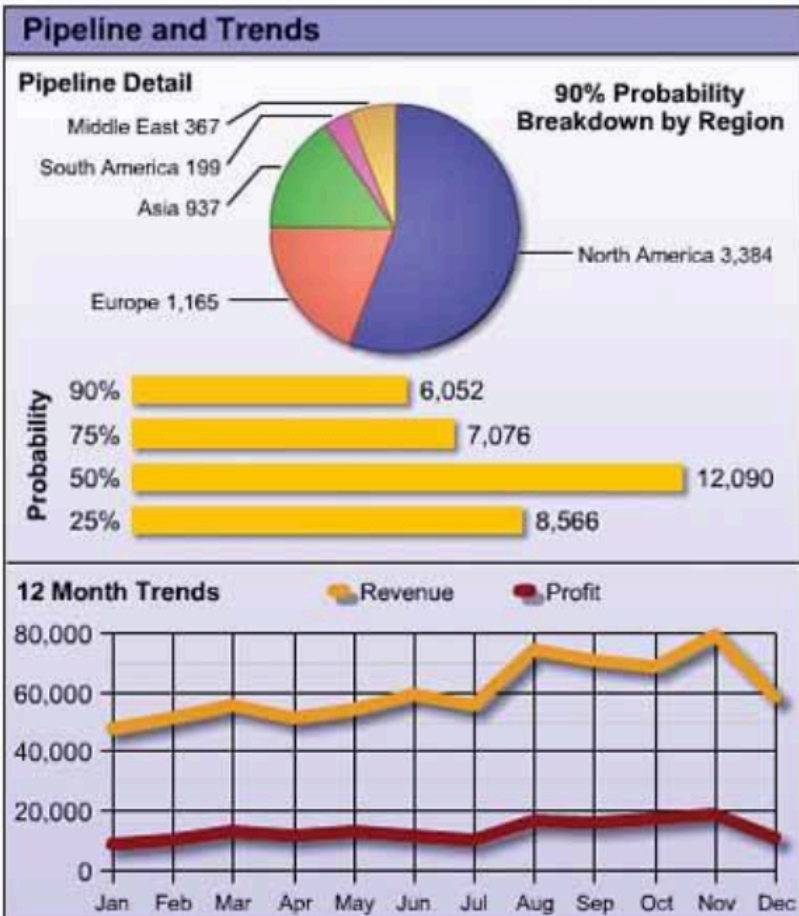 Pipeline and Trends
Pipeline Detail
90% Probability
Breakdown by Region
Middle East 367
South America 199
Asia 937
North America 3,384
Europe 1,165
Probability
90% 6,052
75% 7,076
50% 12,090
25% 8,566
12 Month Trends Revenue Profit
80,000
60,000
40,000
20,000
0
Jan Feb Mar Apr May Jun Jul Aug Sep Oct Nov Dec